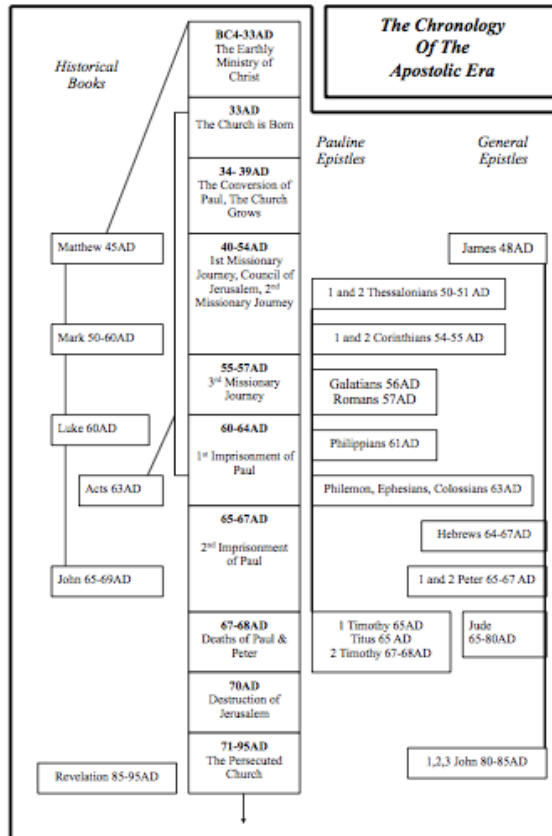 The Chronology
Of The
Apostolic Era
Historical
Books
BC4-33AD
The Earthly
Ministry of
Christ
33AD
The Church is Born
34- 39AD
The Conversion of
Paul, The Church
Grows
40-54AD
1st Missionary
Journey, Council of
Jerusalem, 2nd
Missionary Journey
55-57AD
3rd Missionary
Journey
60-64AD
1st Imprisonment of
Paul
65-67AD
2nd Imprisonment
of Paul
67-68AD
Deaths of Paul &
Peter
70AD
Destruction of
Jerusalem
71-95AD
The Persecuted
Church
Matthew 45AD
Mark 50-60AD
Luke 60AD
Acts 63AD
John 65-69AD
Revelation 85-95AD
Pauline
Epistles
1 and 2 Thessalonians 50-51 AD
1 and 2 Corinthians 54-55 AD
Galatians 56AD
Romans 57AD
Philippians 61AD
Philemon, Ephesians, Colossians 63AD
1 Timothy 65AD
Titus 65 AD
2 Timothy 67-68AD
General
Epistles
James 48AD
Hebrews 64-67AD
1 and 2 Peter 65-67 AD
Jude
65-80AD
1,2,3 John 80-85AD